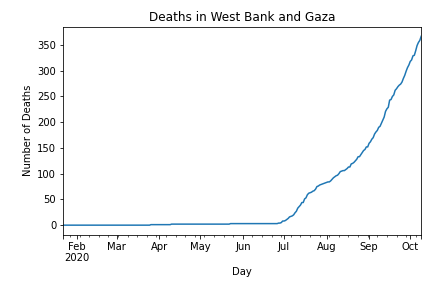 Deaths in West Bank and Gaza
Number of Deaths
350
300
250
200
150
100
50
0
Feb Mar Apr May Jun Jul Aug Sep Oct
2020
Day